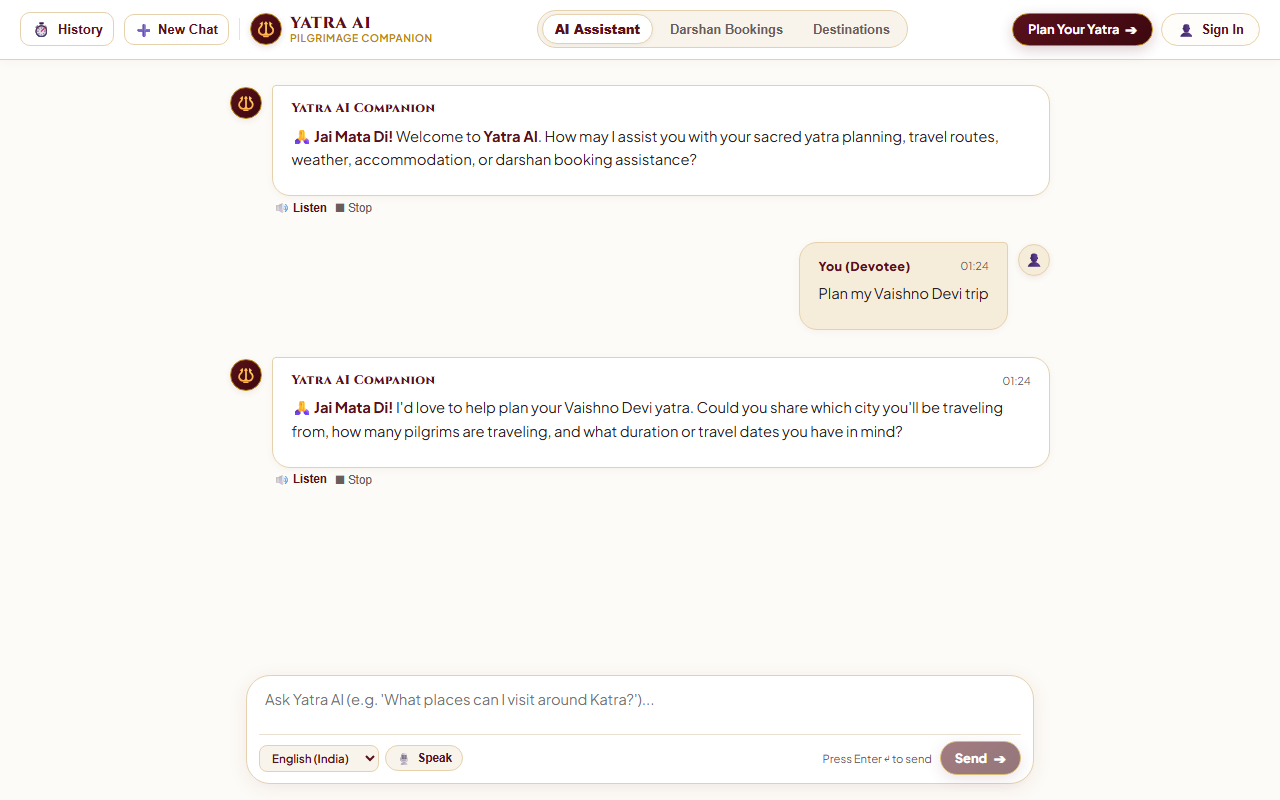 History
New Chat
YATRA AI
PILGRIMAGE COMPANION
AI Assistant
Darshan Bookings
Destinations
Plan Your Yatra ➔
Sign In
Yatra AI Companion
🙏 Jai Mata Di! Welcome to Yatra AI. How may I assist you with your sacred yatra planning, travel routes,
weather, accommodation, or darshan booking assistance?
Listen Stop
You (Devotee) 01:24
Plan my Vaishno Devi trip
Yatra AI Companion 01:24
🙏 Jai Mata Di! I'd love to help plan your Vaishno Devi yatra. Could you share which city you'll be traveling
from, how many pilgrims are traveling, and what duration or travel dates you have in mind?
Listen Stop
Ask Yatra AI (e.g. 'What places can I visit around Katra?')...
English (India)
Speak
Press Enter ↵ to send
Send ➔